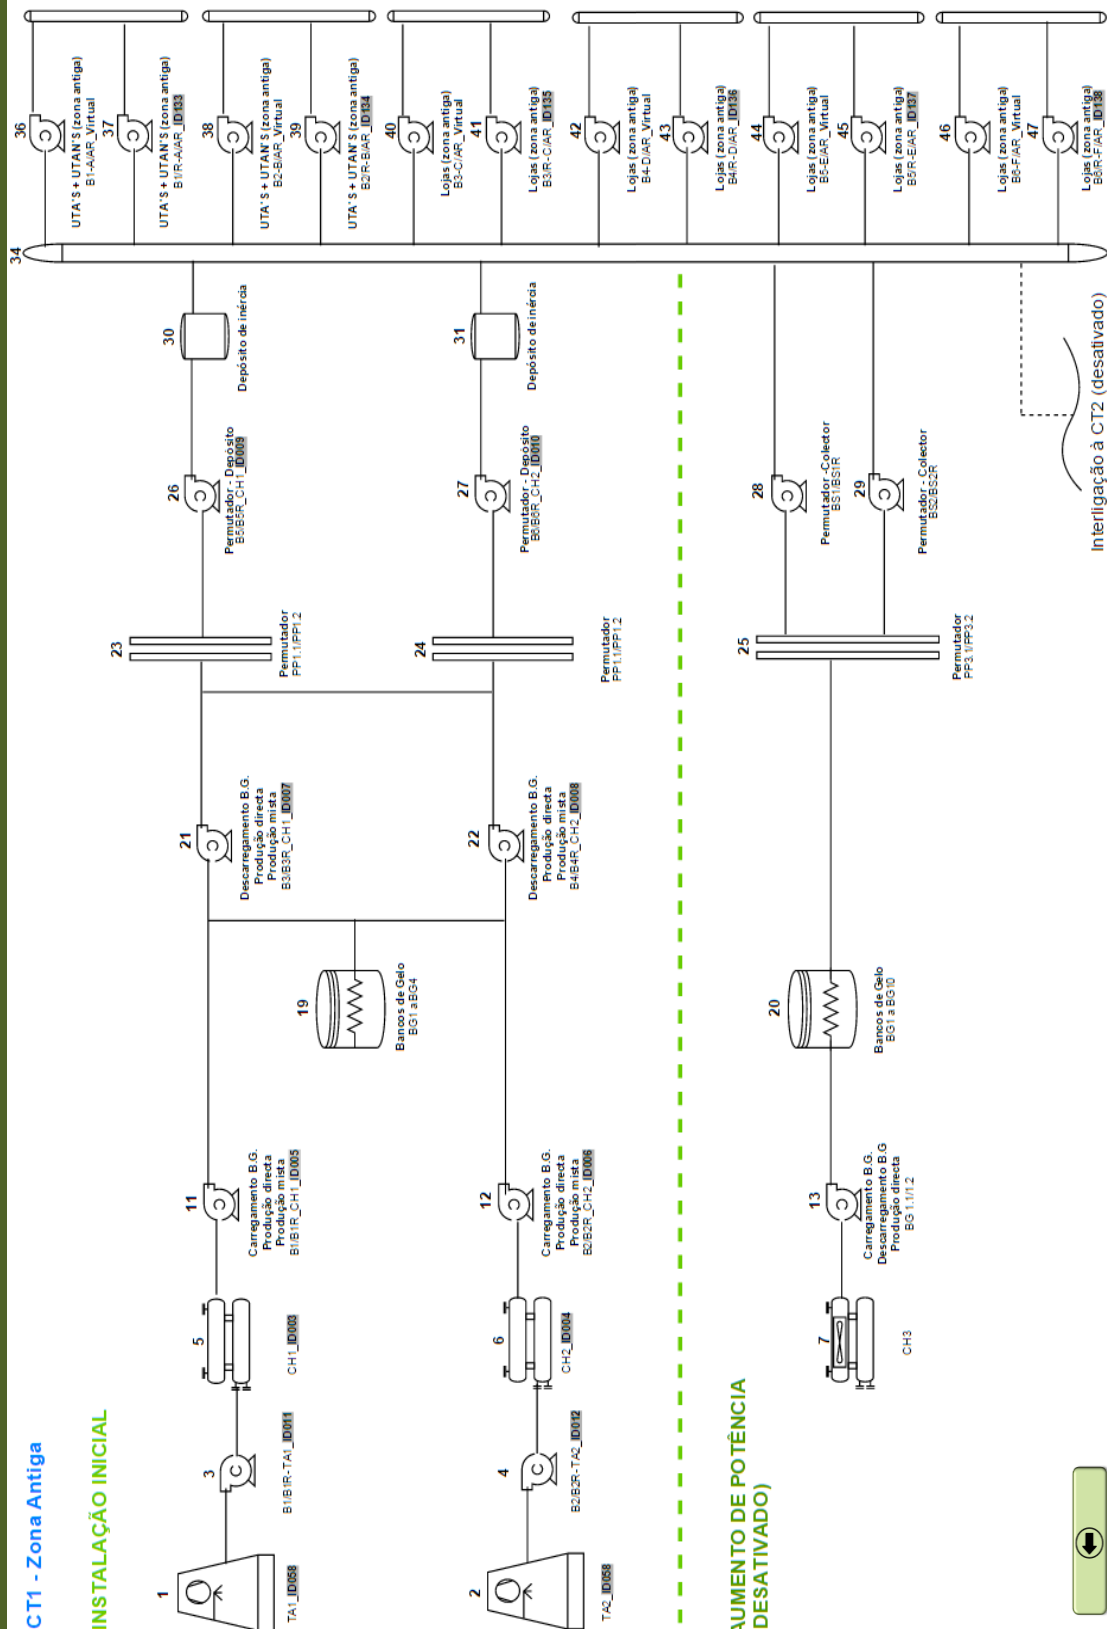 CT1 - Zona Antiga
INSTALAÇÃO INICIAL
1
TA1_ID058
3
B1/B1R-TA1_ID011
5
CH1_ID003
11
Carregamento B.G.
Produção directa
Produção mista
B1/B1R_CH1_ID005
2
TA2_ID058
4
B2/B2R-TA2_ID012
6
CH2_ID004
12
Carregamento B.G.
Produção directa
Produção mista
B2/B2R_CH2_ID006
19
Bancos de Gelo
BG1 a BG4
21
Descarregamento B.G.
Produção directa
Produção mista
B3/B3R_CH1_ID007
22
Descarregamento B.G.
Produção directa
Produção mista
B4/B4R_CH2_ID008
23
Permutador
PP1.1/PP1.2
24
Permutador
PP1.1/PP1.2
26
Permutador - Depósito
B5/B5R_CH1_ID009
27
Permutador - Depósito
B6/B6R_CH2_ID010
30
Depósito de inércia
31
Depósito de inércia
34
36
UTA'S + UTAN'S (zona antiga)
B1-A/AR_Virtual
37
UTA'S + UTAN'S (zona antiga)
B1/R-A/AR_ID133
38
UTA'S + UTAN'S (zona antiga)
B2-B/AR_Virtual
39
UTA'S + UTAN'S (zona antiga)
B2/R-B/AR_ID134
40
Lojas (zona antiga)
B3-C/AR_Virtual
41
Lojas (zona antiga)
B3/R-C/AR_ID135
42
Lojas (zona antiga)
B4-D/AR_Virtual
43
Lojas (zona antiga)
B4/R-D/AR_ID136
44
Lojas (zona antiga)
B5-E/AR_Virtual
45
Lojas (zona antiga)
B5/R-E/AR_ID137
46
Lojas (zona antiga)
B6-F/AR_Virtual
47
Lojas (zona antiga)
B6/R-F/AR_ID138
AUMENTO DE POTÊNCIA
DESATIVADO)
7
CH3
13
Carregamento B.G.
Descarregamento B.G
Produção directa
BG 1.1/1.2
20
Bancos de Gelo
BG1 a BG10
25
Permutador
PP3.1/PP3.2
28
Permutador -Colector
BS1/BS1R
29
Permutador - Colector
BS2/BS2R
Interligação à CT2 (desativado)